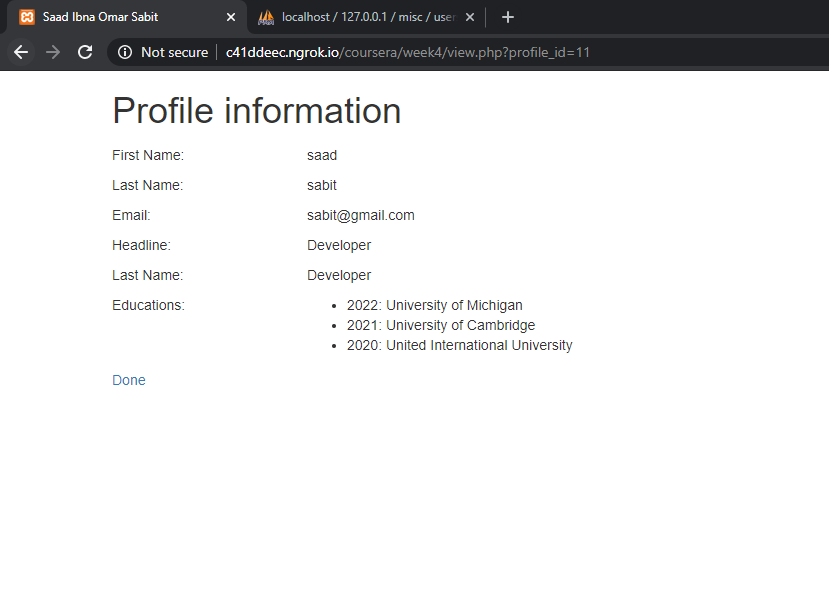 Saad Ibna Omar Sabit
localhost / 127.0.0.1 / misc / user
Not secure
c41ddeec.ngrok.io/coursera/week4/view.php?profile_id=11
Profile information
First Name: saad
Last Name: sabit
Email: sabit@gmail.com
Headline: Developer
Last Name: Developer
Educations:
• 2022: University of Michigan
• 2021: University of Cambridge
• 2020: United International University
Done